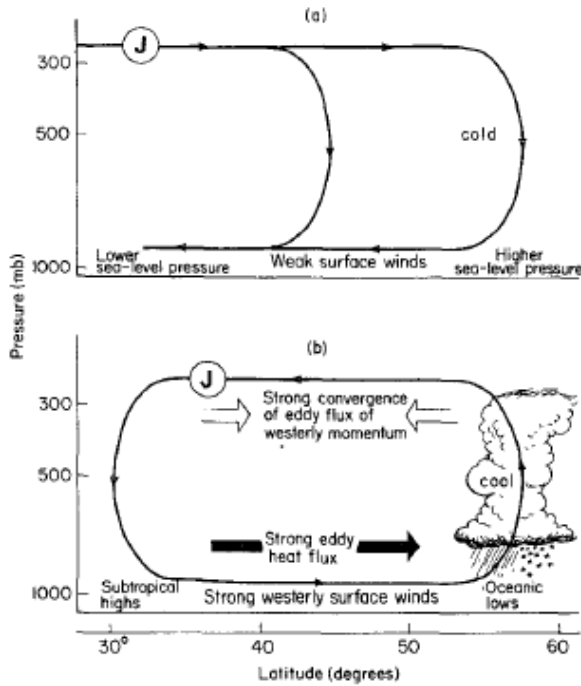 (a)
J
300
500
cold
Lower
sea-level pressure
Weak surface winds
Higher
sea-level pressure
1000
Pressure (mb)
(b)
J
300
Strong convergence
of eddy flux of
westerly momentum
500
cool
Strong eddy
heat flux
1000
Subtropical
highs
Strong westerly surface winds
Oceanic
lows
30° 40 50 60
Latitude (degrees)